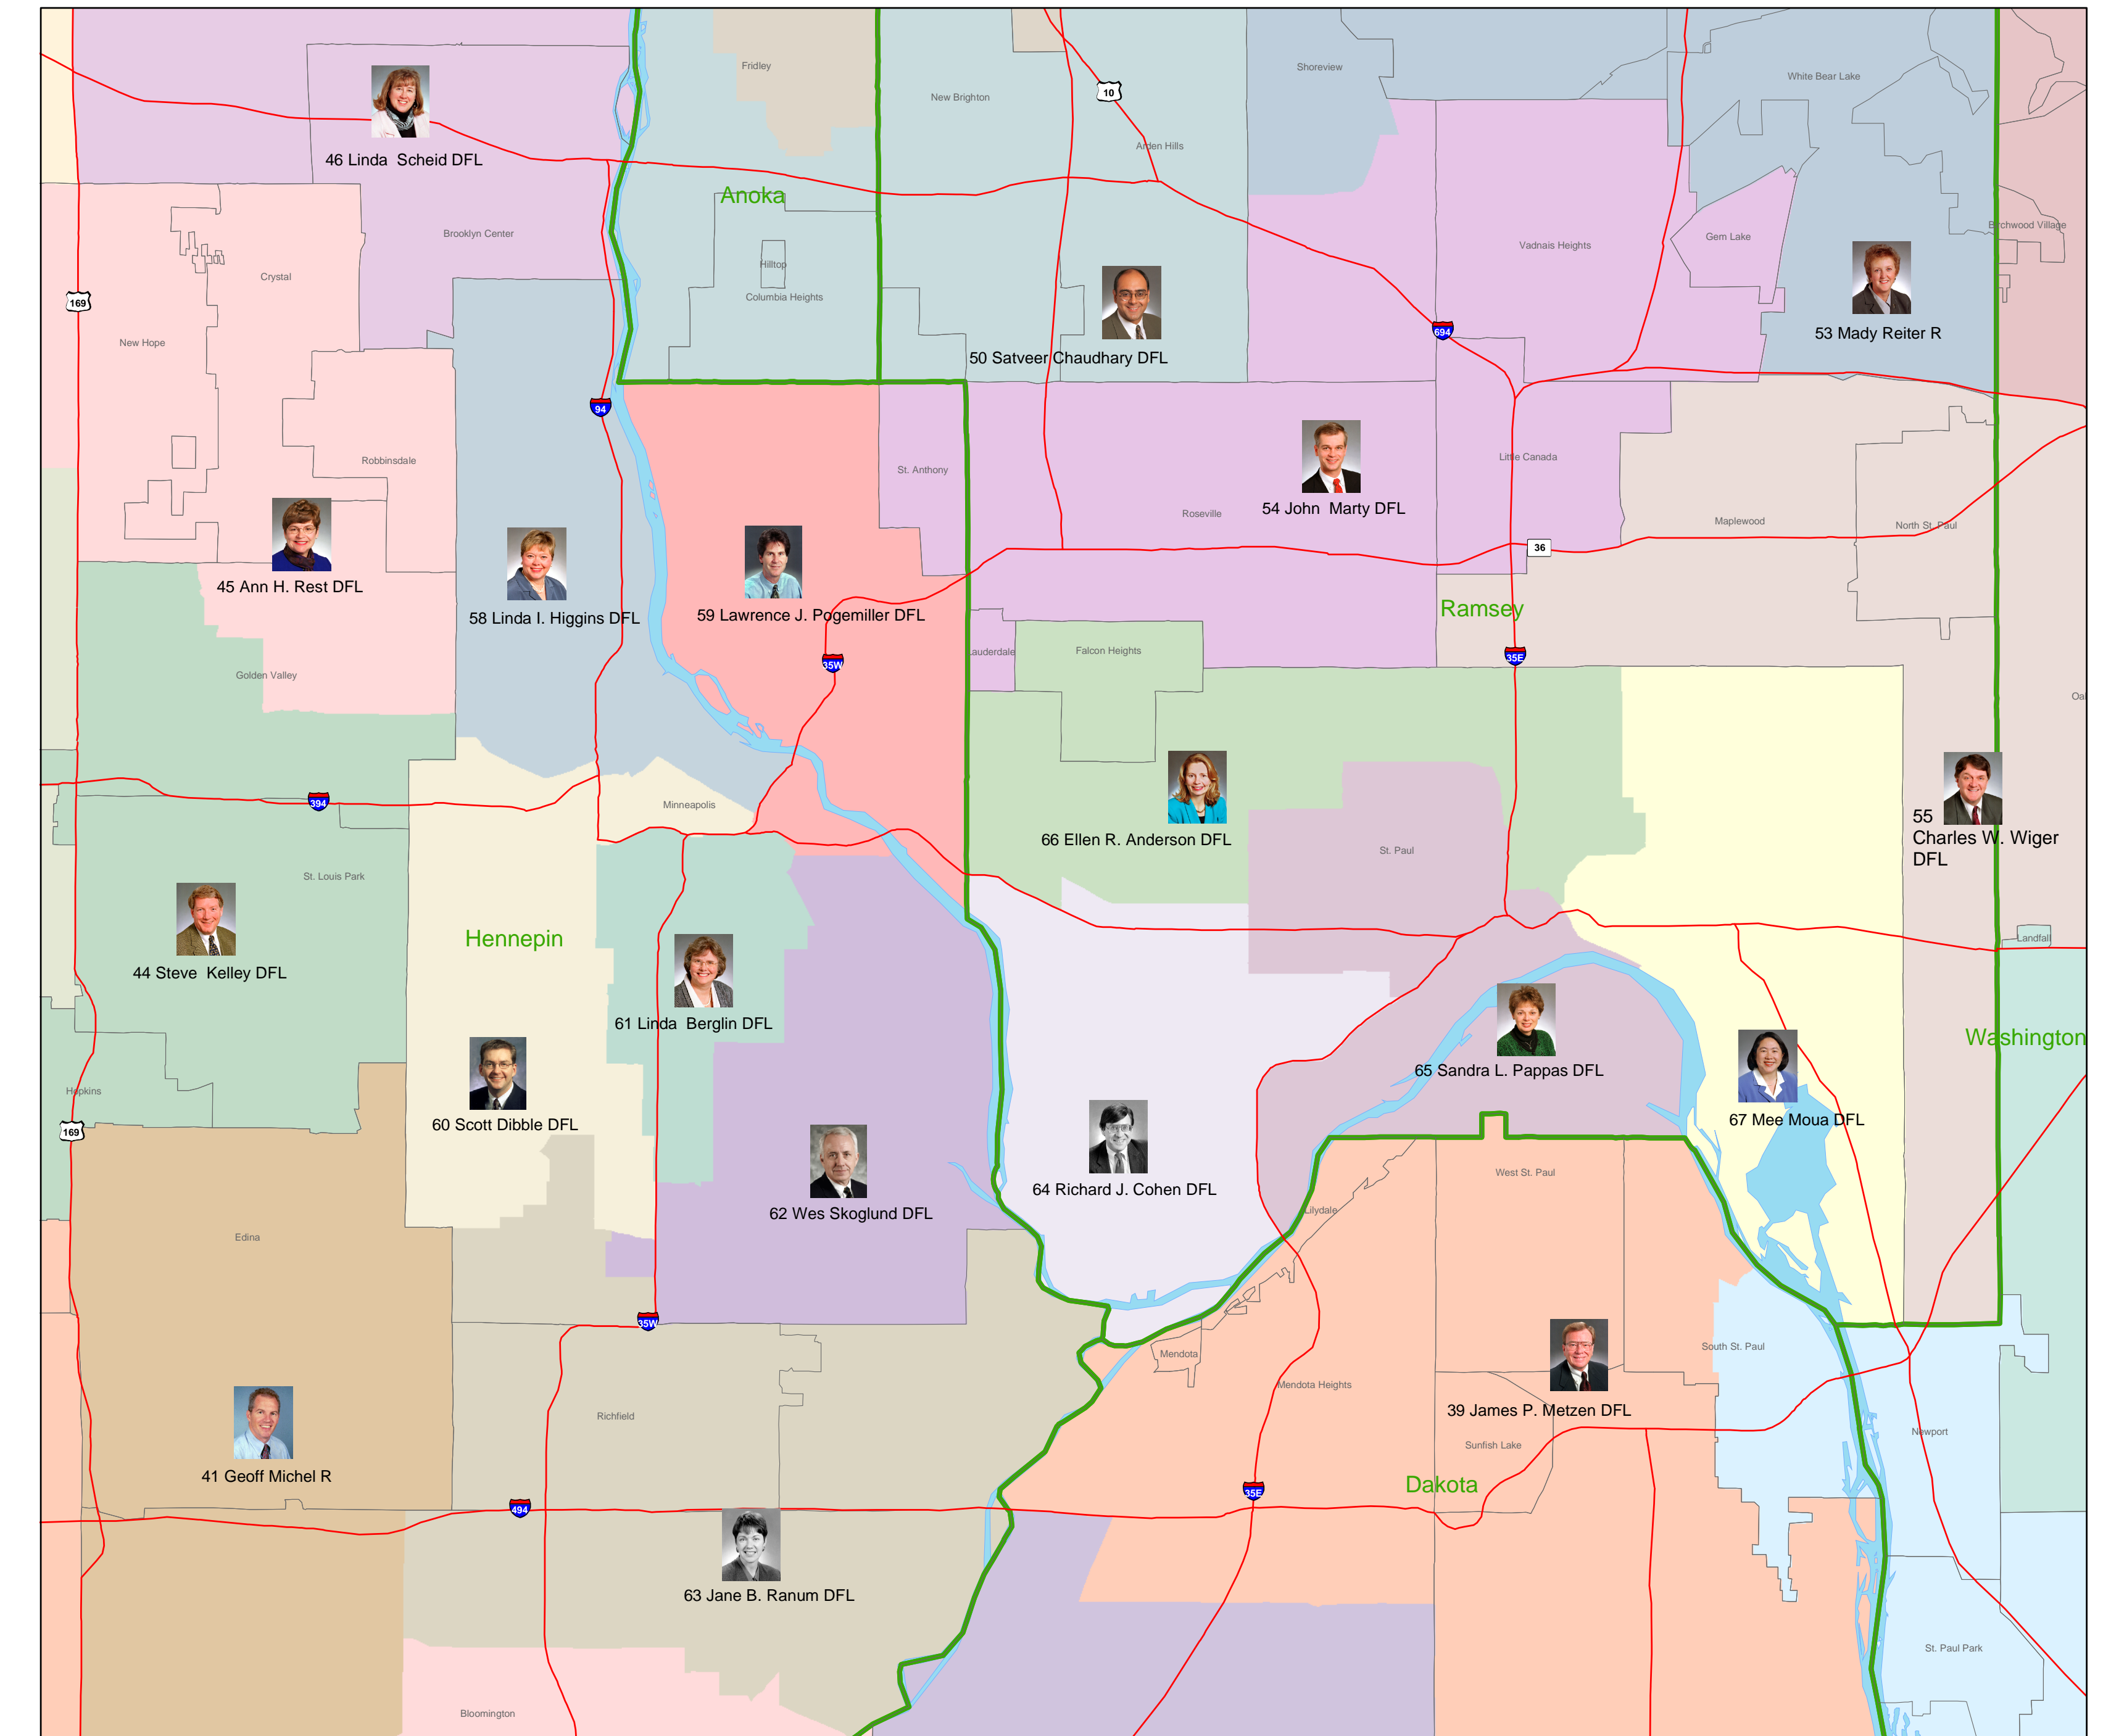 Fridley
Shoreview
White Bear Lake
10
New Brighton
Arden Hills
46 Linda  Scheid DFL
Anoka
Birchwood Village
Brooklyn Center
Gem Lake
Vadnais Heights
Hilltop
Crystal
Columbia Heights
169
694
53 Mady Reiter R
New Hope
50 Satveer Chaudhary DFL
94
Little Canada
Robbinsdale
St. Anthony
54 John  Marty DFL
Roseville
Maplewood
North St. Paul
36
45 Ann H. Rest DFL
58 Linda I. Higgins DFL
59 Lawrence J. Pogemiller DFL
Ramsey
Lauderdale
Falcon Heights
35W
35E
Golden Valley
Oa
394
Minneapolis
55
Charles W. Wiger
DFL
66 Ellen R. Anderson DFL
St. Paul
St. Louis Park
Hennepin
Landfall
44 Steve  Kelley DFL
61 Linda  Berglin DFL
Washington
65 Sandra L. Pappas DFL
Hopkins
60 Scott Dibble DFL
67 Mee Moua DFL
169
West St. Paul
64 Richard J. Cohen DFL
62 Wes Skoglund DFL
Lilydale
Edina
35W
Mendota
South St. Paul
Mendota Heights
39 James P. Metzen DFL
Richfield
Newport
Sunfish Lake
41 Geoff Michel R
Dakota
35E
494
63 Jane B. Ranum DFL
St. Paul Park
Bloomington